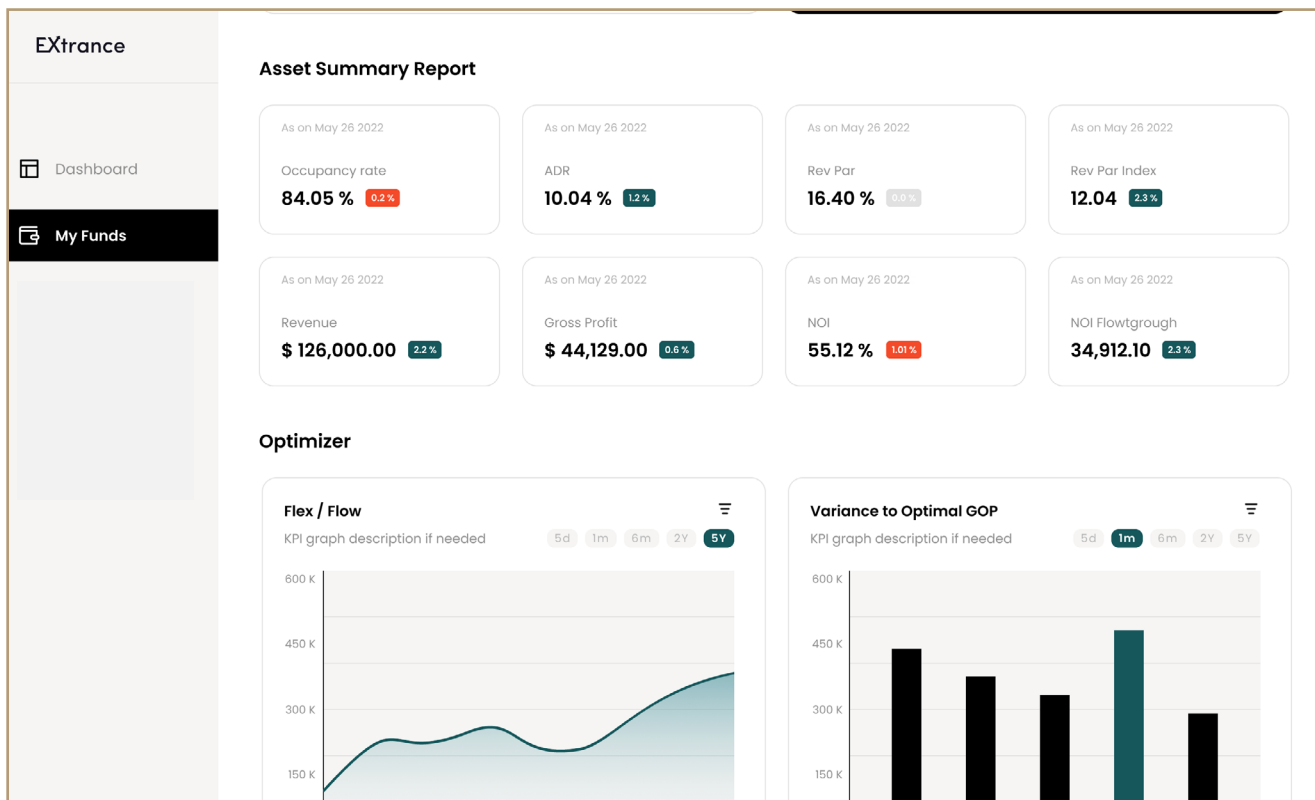 EXtrance
Dashboard
My Funds
Asset Summary Report
As on May 26 2022
Occupancy rate
84.05 % 0.2 %
As on May 26 2022
ADR
10.04 % 1.2 %
As on May 26 2022
Rev Par
16.40 % 0.0 %
As on May 26 2022
Rev Par Index
12.04 2.3 %
As on May 26 2022
Revenue
$ 126,000.00 2.2 %
As on May 26 2022
Gross Profit
$ 44,129.00 0.6 %
As on May 26 2022
NOI
55.12 % 1.01 %
As on May 26 2022
NOI Flowtgrough
34,912.10 2.3 %
Optimizer
Flex / Flow
KPI graph description if needed
5d 1m 6m 2Y 5Y
600 K
450 K
300 K
150 K
Variance to Optimal GOP
KPI graph description if needed
5d 1m 6m 2Y 5Y
600 K
450 K
300 K
150 K